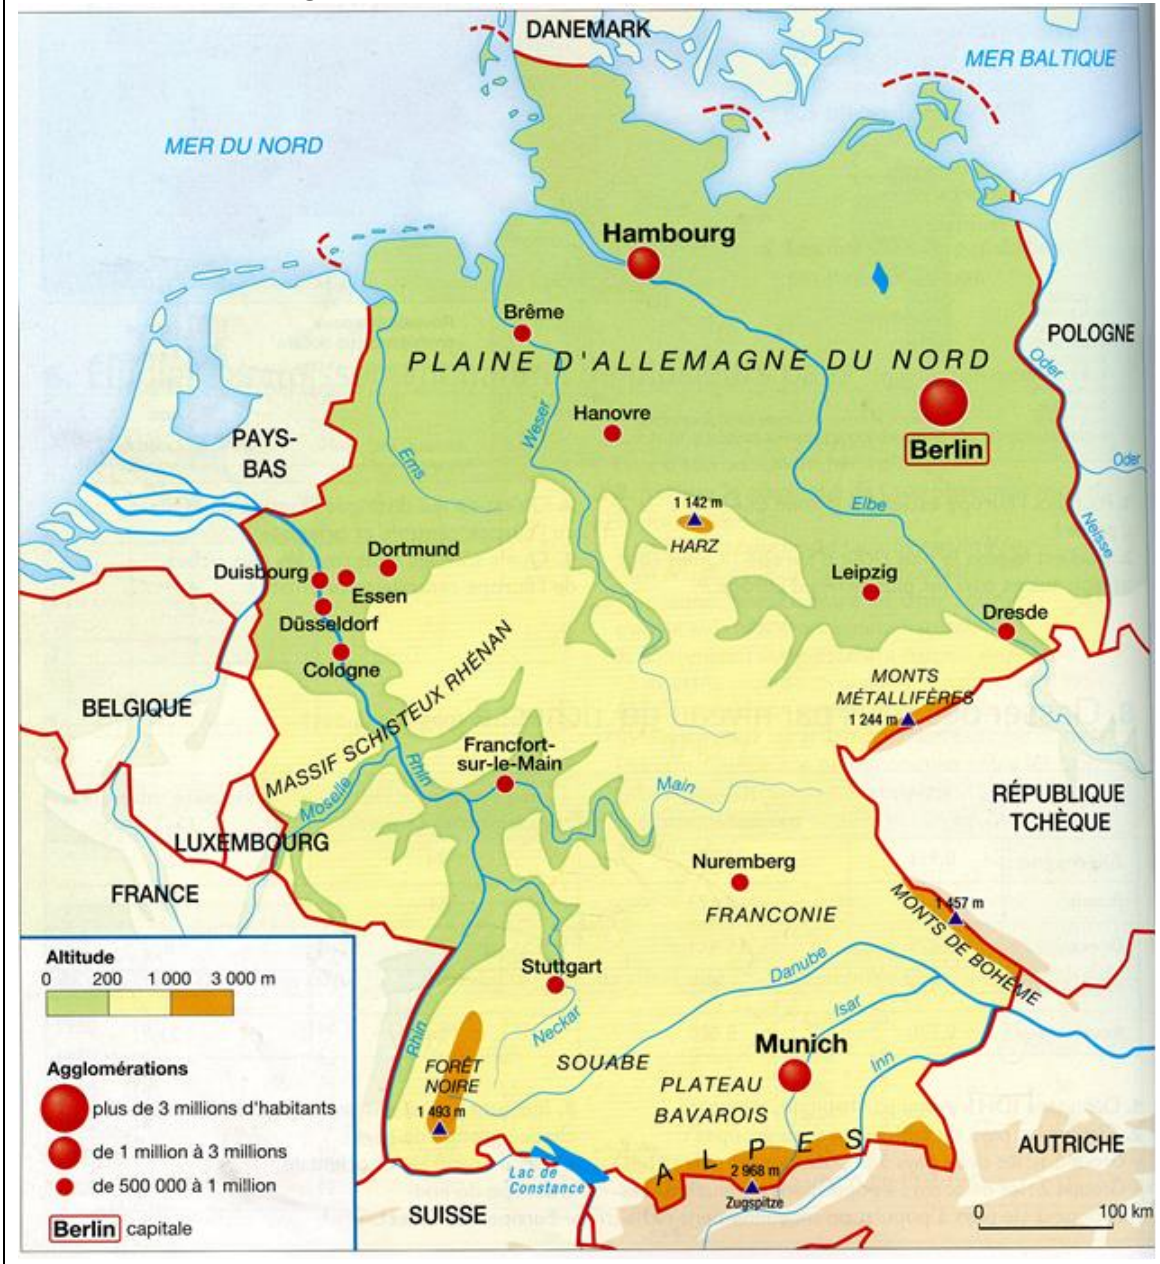 DANEMARK
MER BALTIQUE
MER DU NORD
Hambourg
Brême
POLOGNE
PLAINE D'ALLEMAGNE DU NORD
Oder
Hanovre
Weser
PAYS-
BAS
Berlin
Ems
Oder
1 142 m
HARZ
Elbe
Neisse
Dortmund
Duisbourg
Essen
Leipzig
Düsseldorf
Dresde
Cologne
MASSIF SCHISTEUX RHÉNAN
MONTS
MÉTALLIFÈRES
1 244 m
BELGIQUE
Francfort-
sur-le-Main
Rhin
Moselle
Main
RÉPUBLIQUE
TCHÈQUE
LUXEMBOURG
FRANCE
Nuremberg
FRANCONIE
1 457 m
MONTS DE BOHÊME
Stuttgart
Danube
Isar
Neckar
Rhin
SOUABE
Munich
Inn
FORÊT
NOIRE
1 493 m
PLATEAU
BAVAROIS
ALPES
2 968 m
Zugspitze
AUTRICHE
Lac de
Constance
SUISSE
0 100 km
Altitude
0 200 1 000 3 000 m
Agglomérations
plus de 3 millions d'habitants
de 1 million à 3 millions
de 500 000 à 1 million
Berlin capitale